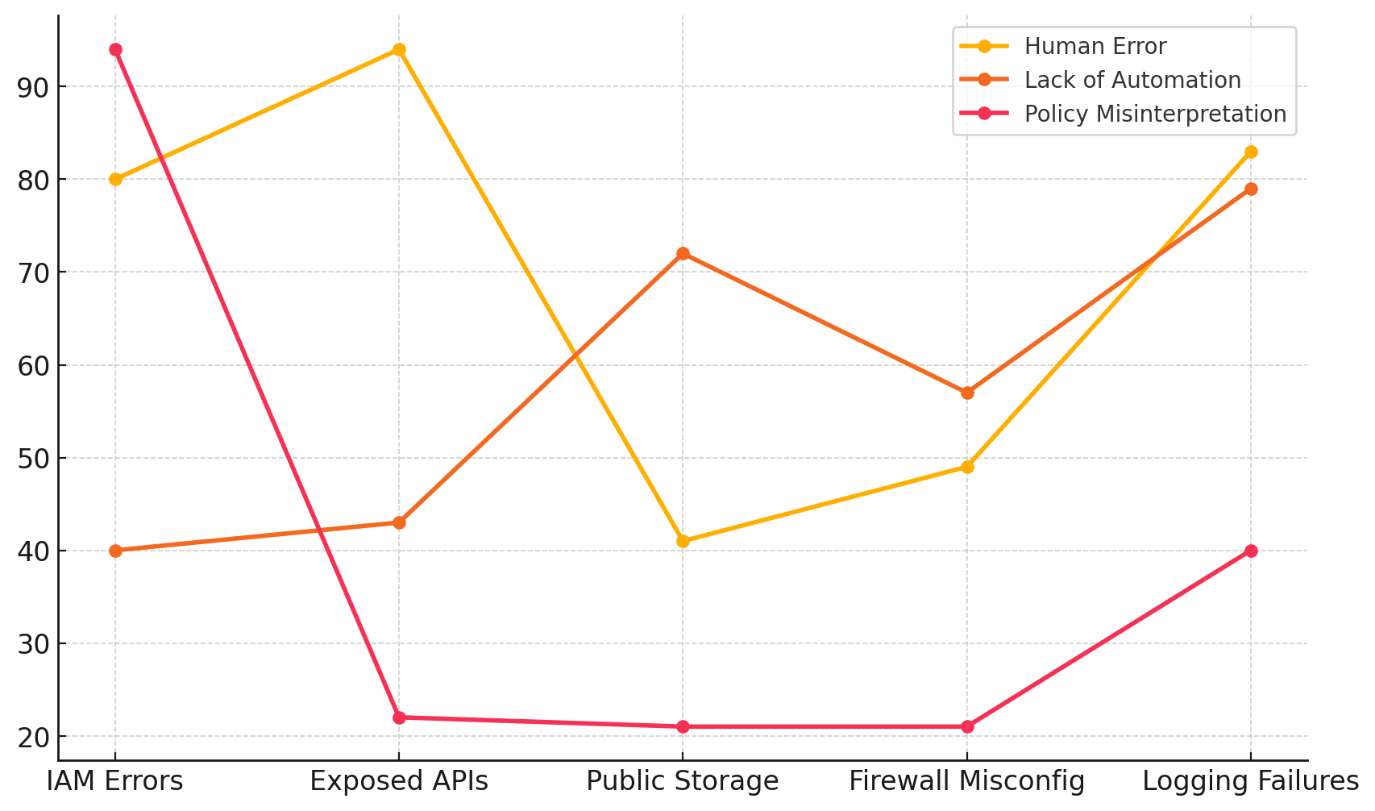 Human Error
Lack of Automation
Policy Misinterpretation
90
80
70
60
50
40
30
20
IAM Errors Exposed APIs Public Storage Firewall Misconfig Logging Failures